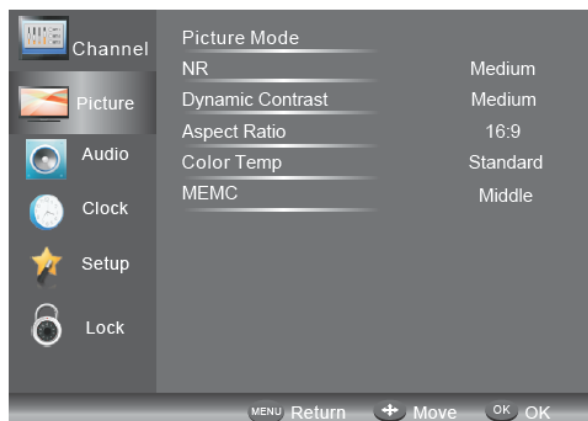 Channel
Picture
Audio
Clock
Setup
Lock
Picture Mode
NR Medium
Dynamic Contrast Medium
Aspect Ratio 16:9
Color Temp Standard
MEMC Middle
MENU Return Move OK OK